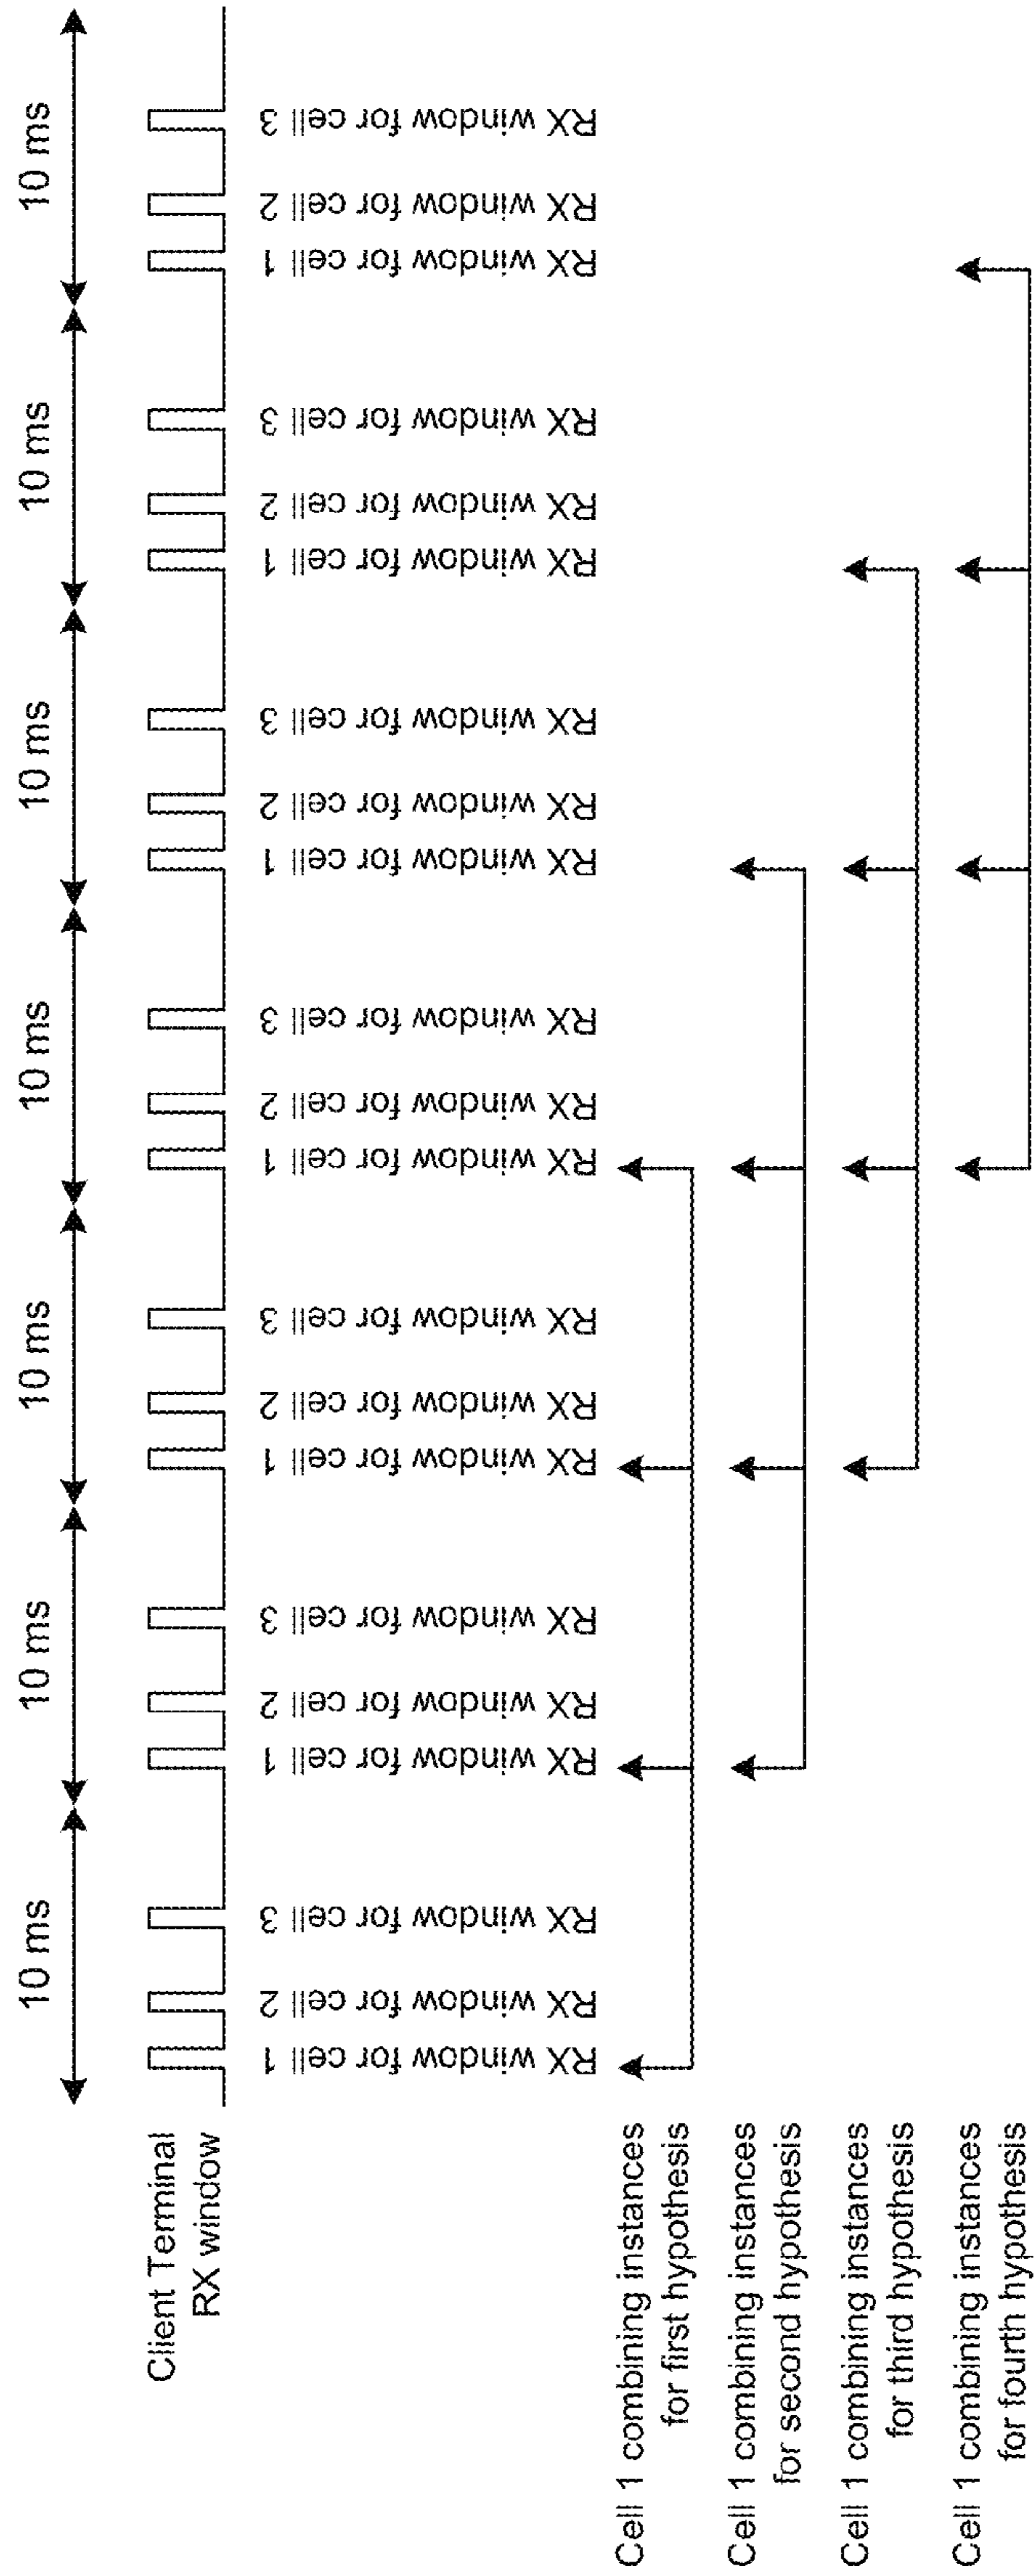 10 ms
10 ms
10 ms
10 ms
10 ms
10 ms
10 ms
Client Terminal
RX window
RX window for cell 1
RX window for cell 2
RX window for cell 3
RX window for cell 1
RX window for cell 2
RX window for cell 3
RX window for cell 1
RX window for cell 2
RX window for cell 3
RX window for cell 1
RX window for cell 2
RX window for cell 3
RX window for cell 1
RX window for cell 2
RX window for cell 3
RX window for cell 1
RX window for cell 2
RX window for cell 3
RX window for cell 1
RX window for cell 2
RX window for cell 3
Cell 1 combining instances
for first hypothesis
Cell 1 combining instances
for second hypothesis
Cell 1 combining instances
for third hypothesis
Cell 1 combining instances
for fourth hypothesis